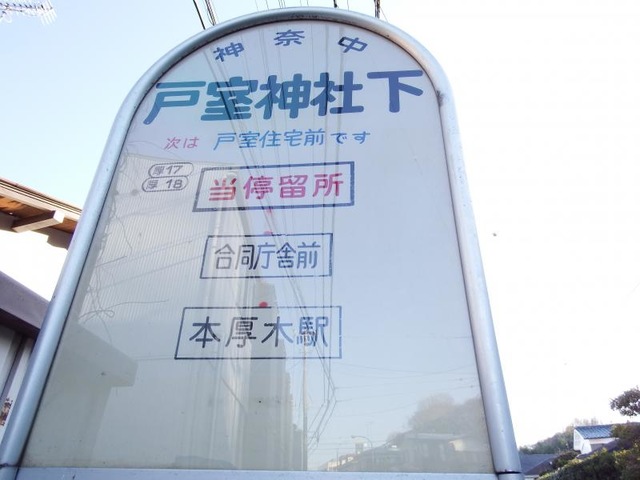 神奈中
戸室神社下
次は 戸室住宅前です
厚17
厚18
当停留所
合同庁舎前
本厚木駅